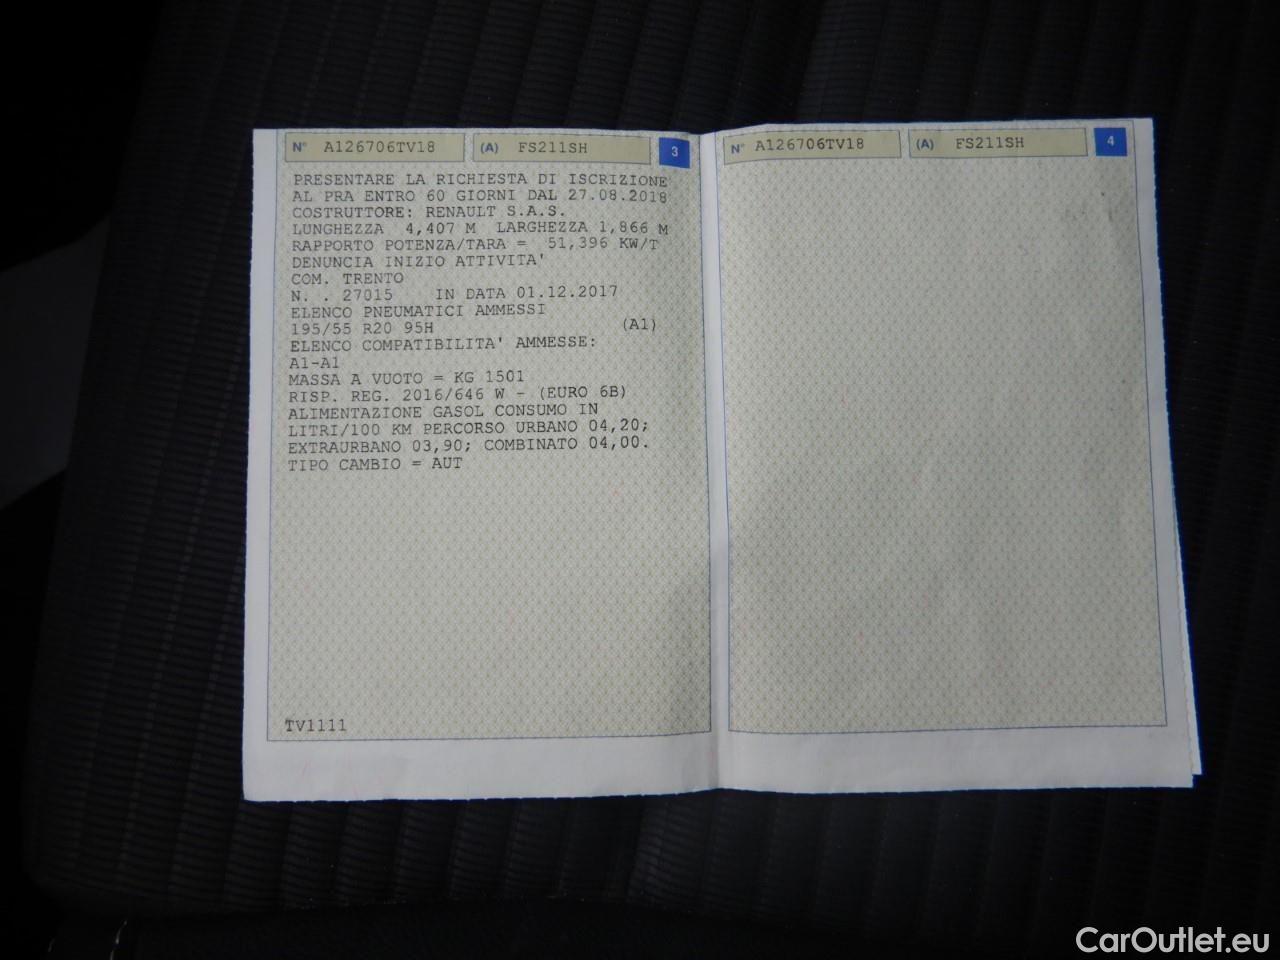 N° A126706TV18 (A) FS211SH 3
PRESENTARE LA RICHIESTA DI ISCRIZIONE
AL PRA ENTRO 60 GIORNI DAL 27.08.2018
COSTRUTTORE: RENAULT S.A.S.
LUNGHEZZA 4,407 M LARGHEZZA 1,866 M
RAPPORTO POTENZA/TARA = 51,396 KW/T
DENUNCIA INIZIO ATTIVITA'
COM. TRENTO
N. . 27015 IN DATA 01.12.2017
ELENCO PNEUMATICI AMMESSI
195/55 R20 95H (A1)
ELENCO COMPATIBILITA' AMMESSE:
A1-A1
MASSA A VUOTO = KG 1501
RISP. REG. 2016/646 W - (EURO 6B)
ALIMENTAZIONE GASOL CONSUMO IN
LITRI/100 KM PERCORSO URBANO 04,20;
EXTRAURBANO 03,90; COMBINATO 04,00.
TIPO CAMBIO = AUT
TV1111
N° A126706TV18 (A) FS211SH 4
CarOutlet.eu